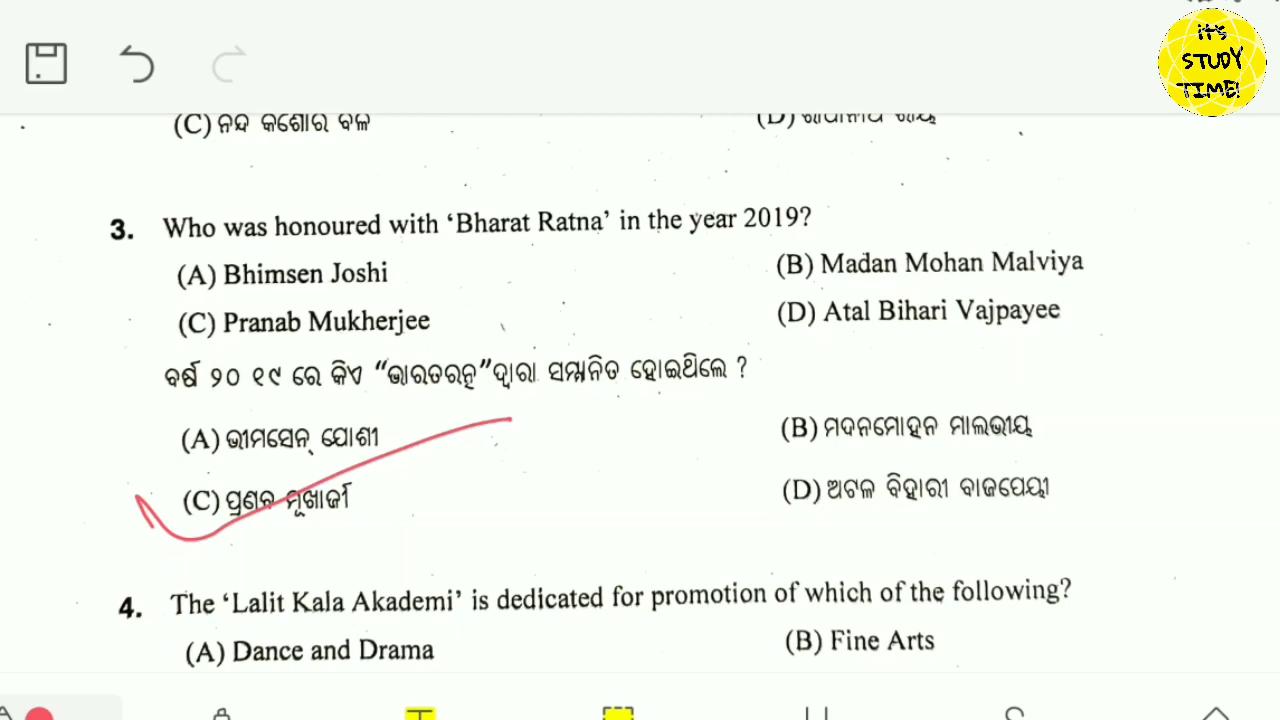 It's
STUDY
TIME!
(C) ନନ୍ଦ କିଶୋର ବଳ
(D)
3. Who was honoured with ‘Bharat Ratna’ in the year 2019?
(A) Bhimsen Joshi (B) Madan Mohan Malviya
(C) Pranab Mukherjee (D) Atal Bihari Vajpayee
ବର୍ଷ ୨୦ ୧୯ ରେ କିଏ “ଭାରତରତ୍ନ”ଦ୍ୱାରା ସମ୍ମାନିତ ହୋଇଥିଲେ ?
(A) ଭୀମସେନ୍ ଯୋଶୀ (B) ମଦନମୋହନ ମାଲଭୀୟ
(C) ପ୍ରଣବ ମୂଖାର୍ଜୀ (D) ଅଟଳ ବିହାରୀ ବାଜପେୟୀ
4. The ‘Lalit Kala Akademi’ is dedicated for promotion of which of the following?
(A) Dance and Drama (B) Fine Arts